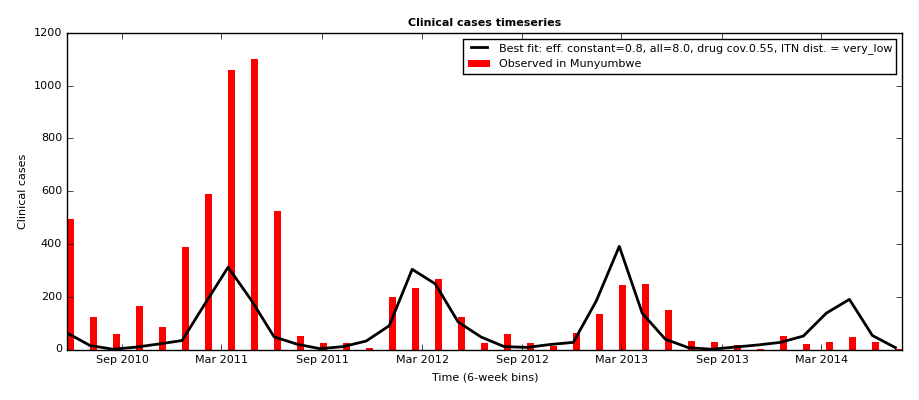 Clinical cases timeseries
1200
1000
800
600
400
200
0
Clinical cases
Best fit: eff. constant=0.8, all=8.0, drug cov.0.55, ITN dist. = very_low
Observed in Munyumbwe
Sep 2010 Mar 2011 Sep 2011 Mar 2012 Sep 2012 Mar 2013 Sep 2013 Mar 2014
Time (6-week bins)